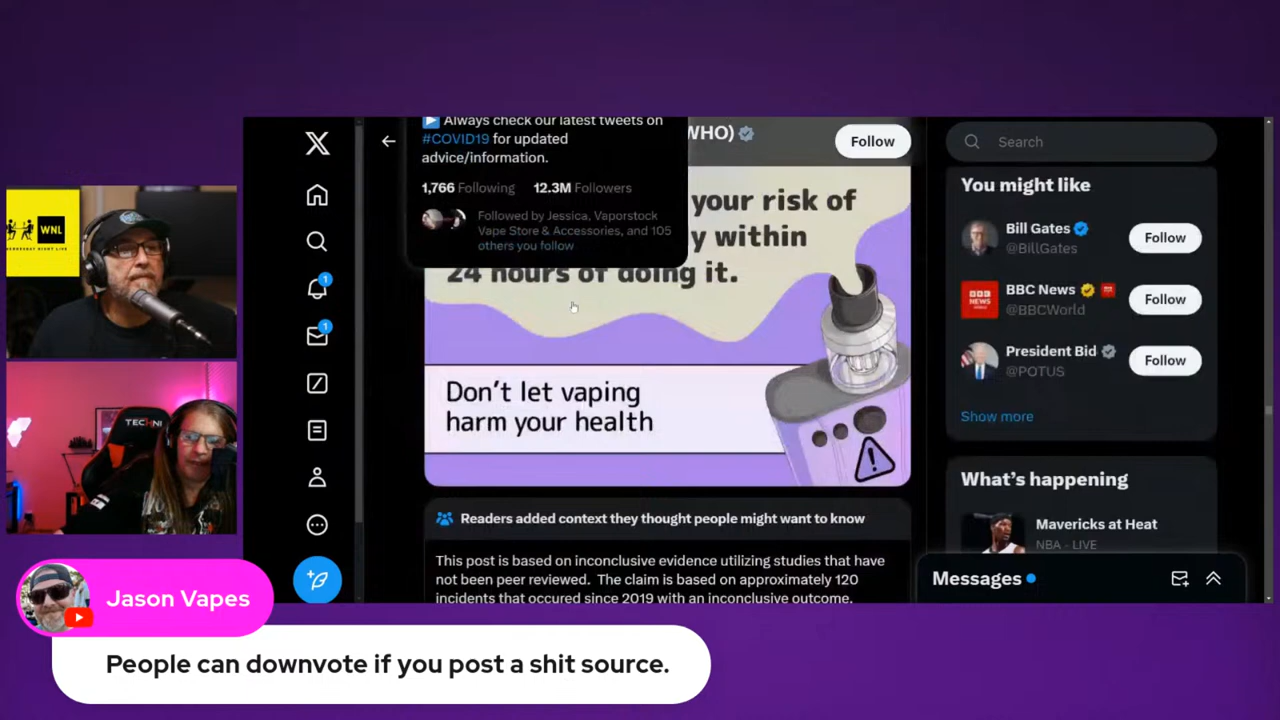 Always check our latest tweets on
#COVID19 for updated
advice/information.
1,766 Following 12.3M Followers
Followed by Jessica, Vaporstock
Vape Store & Accessories, and 105
others you follow
WHO)
Follow
your risk of
y within
24 hours of doing it.
Don't let vaping
harm your health
Readers added context they thought people might want to know
This post is based on inconclusive evidence utilizing studies that have
not been peer reviewed. The claim is based on approximately 120
incidents that occured since 2019 with an inconclusive outcome.
Search
You might like
Bill Gates
@BillGates
Follow
BBC News
@BBCWorld
Follow
President Bid
@POTUS
Follow
Show more
What's happening
Mavericks at Heat
NBA - LIVE
Messages
WNL
TECHNI
Jason Vapes
People can downvote if you post a shit source.